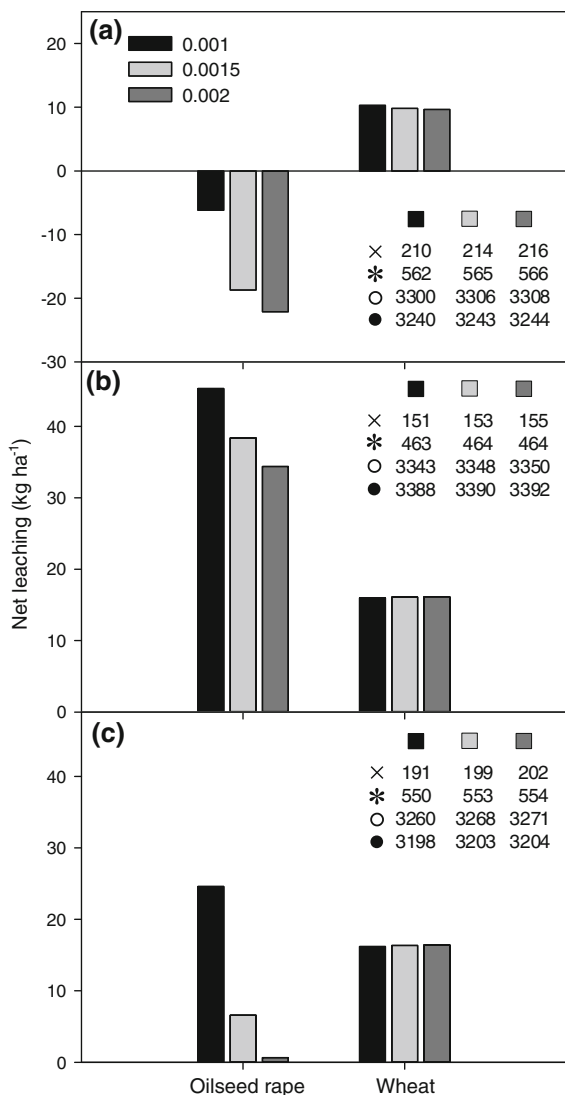 (a)
0.001
0.0015
0.002
20
10
0
-10
-20
-30
× 210 214 216
* 562 565 566
○ 3300 3306 3308
● 3240 3243 3244
(b)
40
30
20
10
0
× 151 153 155
* 463 464 464
○ 3343 3348 3350
● 3388 3390 3392
Net leaching (kg ha⁻¹)
(c)
40
30
20
10
0
× 191 199 202
* 550 553 554
○ 3260 3268 3271
● 3198 3203 3204
Oilseed rape Wheat